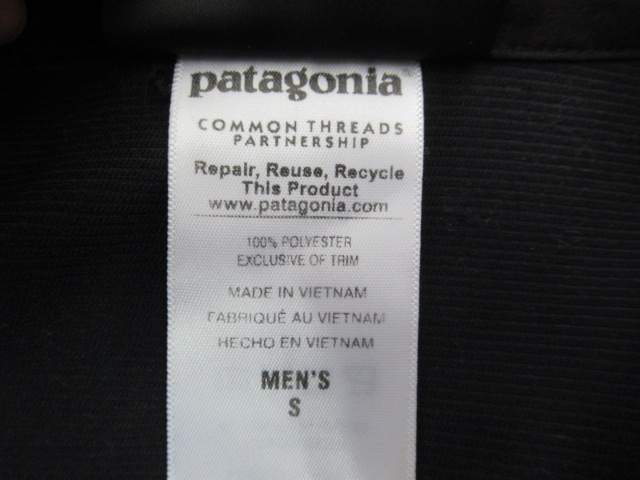 patagonia
COMMON THREADS
PARTNERSHIP
Repair, Reuse, Recycle
This Product
www.patagonia.com
100% POLYESTER
EXCLUSIVE OF TRIM
MADE IN VIETNAM
FABRIQUÉ AU VIETNAM
HECHO EN VIETNAM
MEN'S
S